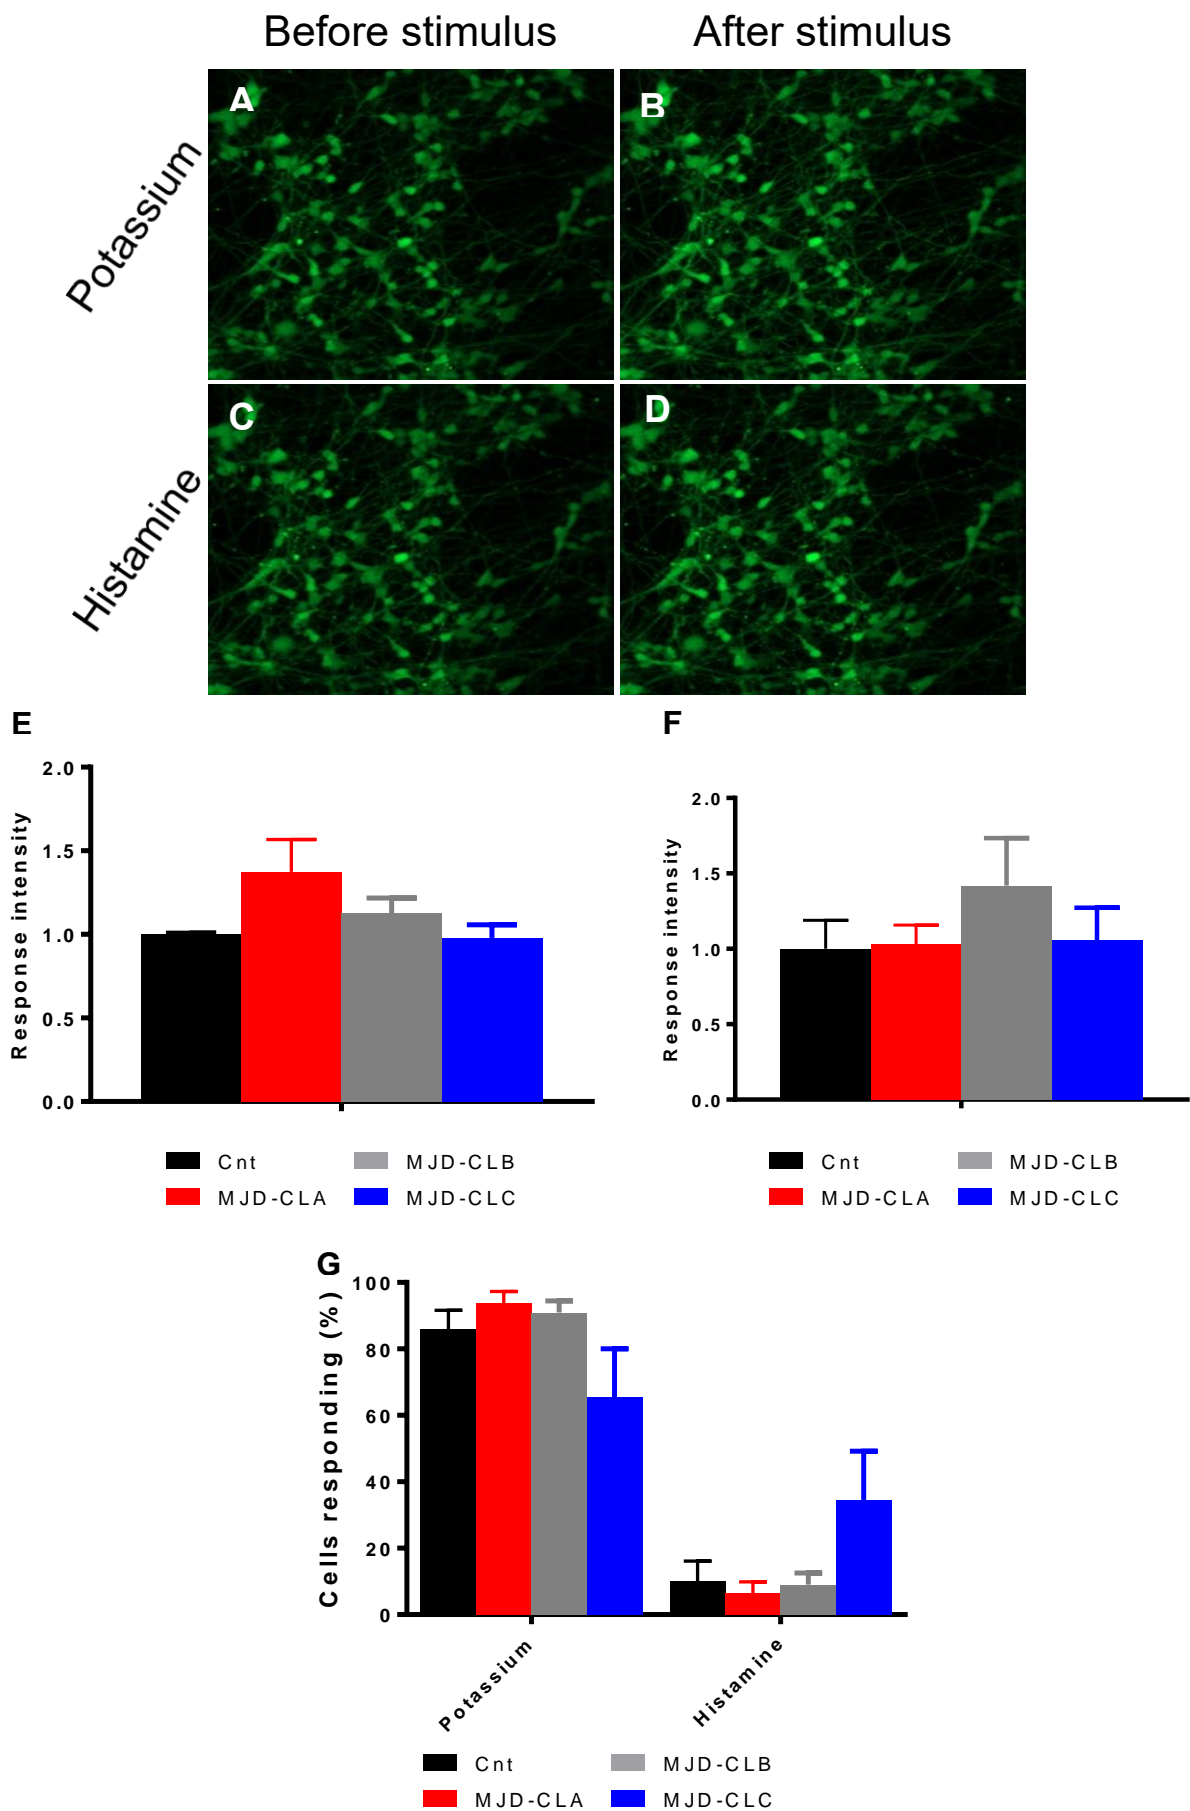 Before stimulus After stimulus
A B
Potassium
C D
Histamine
E F
Response intensity
2.0
1.5
1.0
0.5
0.0
Cnt MJD-CLB
MJD-CLA MJD-CLC
Response intensity
2.0
1.5
1.0
0.5
0.0
Cnt MJD-CLB
MJD-CLA MJD-CLC
G
Cells responding (%)
100
80
60
40
20
0
Potassium Histamine
Cnt MJD-CLB
MJD-CLA MJD-CLC